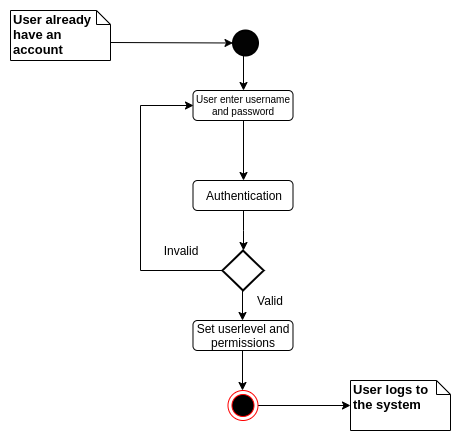 User already
have an
account
User enter username
and password
Authentication
Invalid
Valid
Set userlevel and
permissions
User logs to
the system